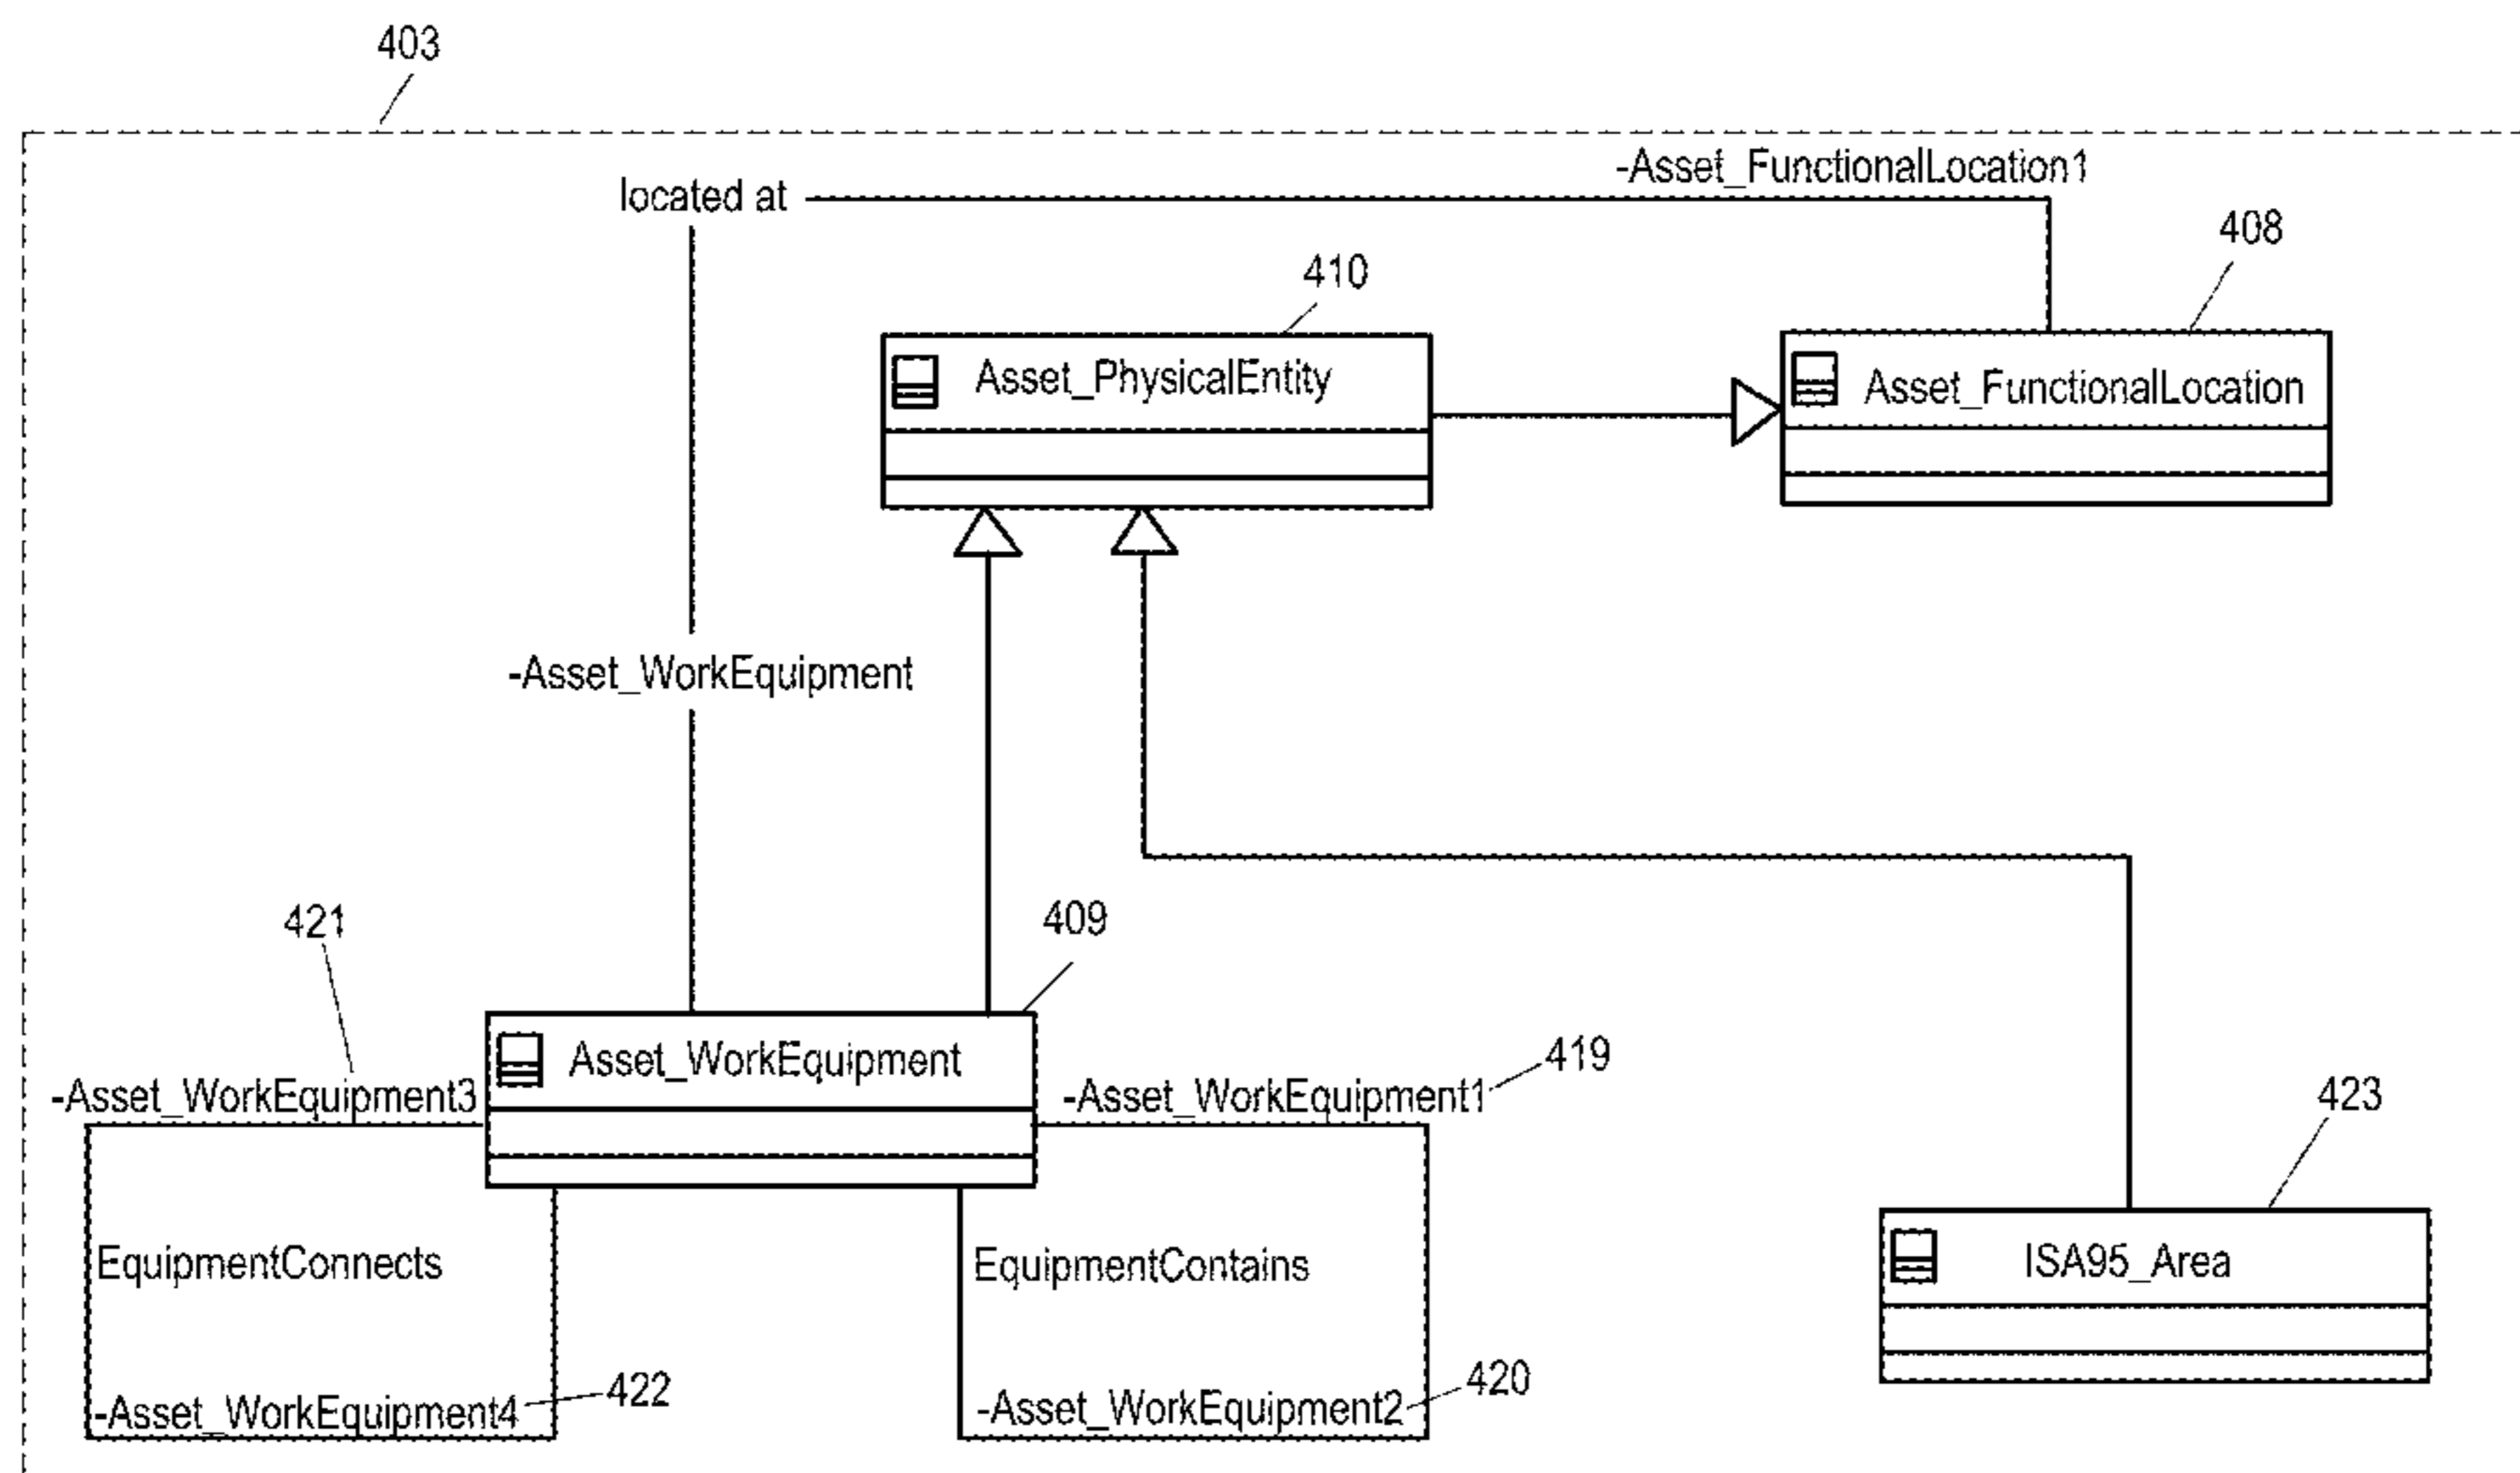 403
-Asset_FunctionalLocation1
located at
408
410
Asset_PhysicalEntity
Asset_FunctionalLocation
-Asset_WorkEquipment
421
409
Asset_WorkEquipment
419
-Asset_WorkEquipment3
-Asset_WorkEquipment1
423
EquipmentConnects
EquipmentContains
ISA95_Area
422
420
-Asset_WorkEquipment4
-Asset_WorkEquipment2